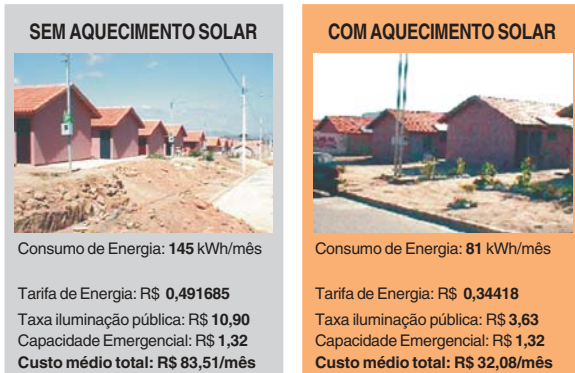 SEM AQUECIMENTO SOLAR
Consumo de Energia: 145 kWh/mês
Tarifa de Energia: R$ 0,491685
Taxa iluminação pública: R$ 10,90
Capacidade Emergencial: R$ 1,32
Custo médio total: R$ 83,51/mês
COM AQUECIMENTO SOLAR
Consumo de Energia: 81 kWh/mês
Tarifa de Energia: R$ 0,34418
Taxa iluminação pública: R$ 3,63
Capacidade Emergencial: R$ 1,32
Custo médio total: R$ 32,08/mês